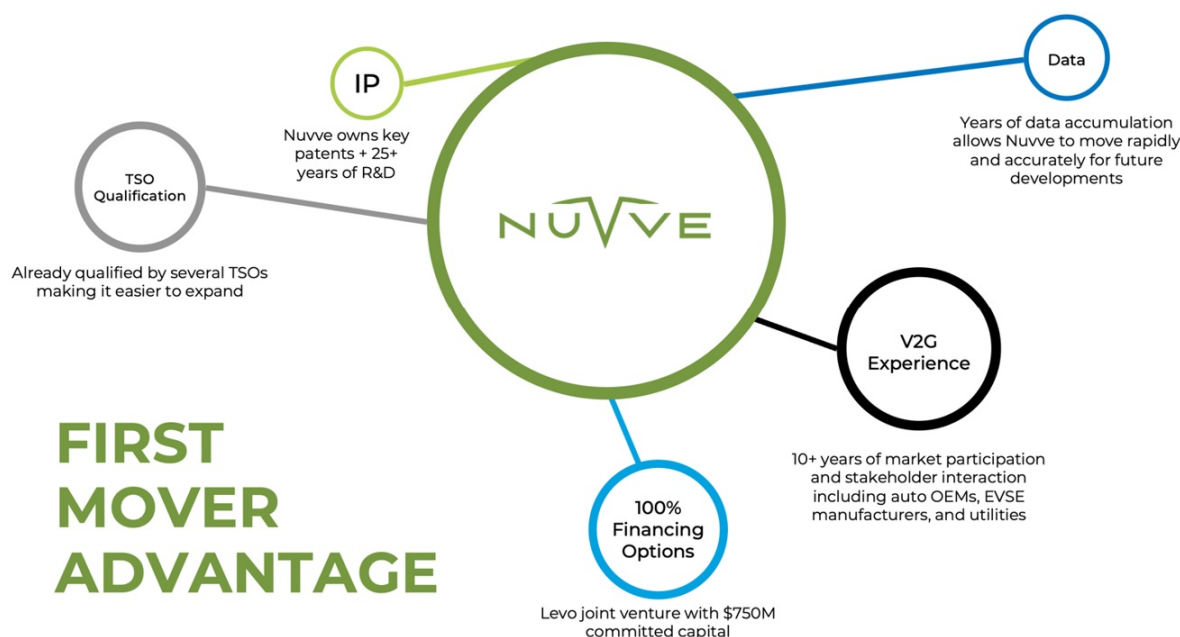 IP
Nuvve owns key
patents + 25+
years of R&D
Data
Years of data accumulation
allows Nuvve to move rapidly
and accurately for future
developments
TSO
Qualification
Already qualified by several TSOs
making it easier to expand
NUVVE
V2G
Experience
10+ years of market participation
and stakeholder interaction
including auto OEMs, EVSE
manufacturers, and utilities
FIRST
MOVER
ADVANTAGE
100%
Financing
Options
Levo joint venture with $750M
committed capital